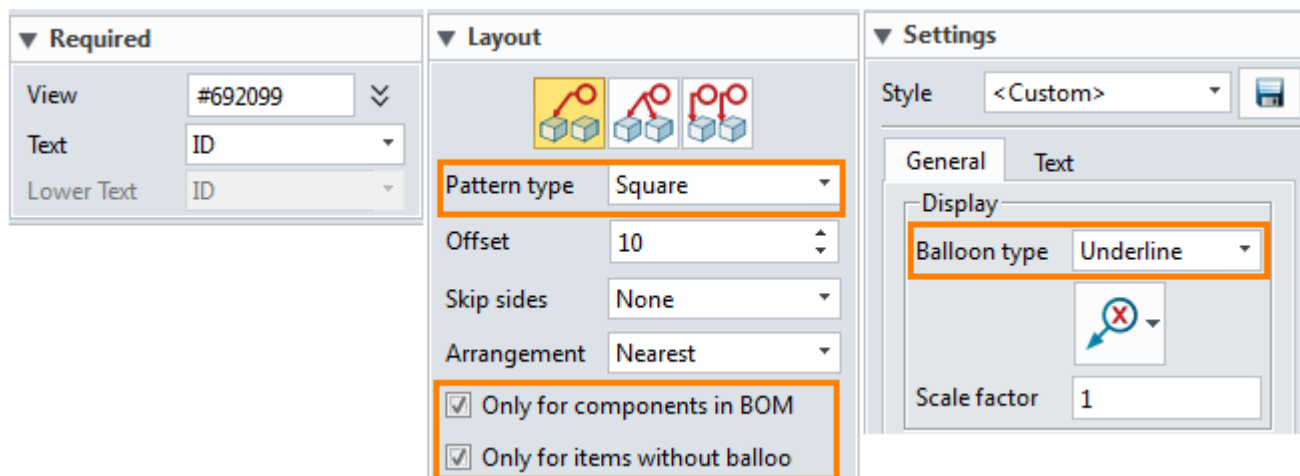 Required
View #692099
Text ID
Lower Text ID
Layout
Pattern type Square
Offset 10
Skip sides None
Arrangement Nearest
Only for components in BOM
Only for items without balloo
Settings
Style <Custom>
General Text
Display
Balloon type Underline
X
Scale factor 1